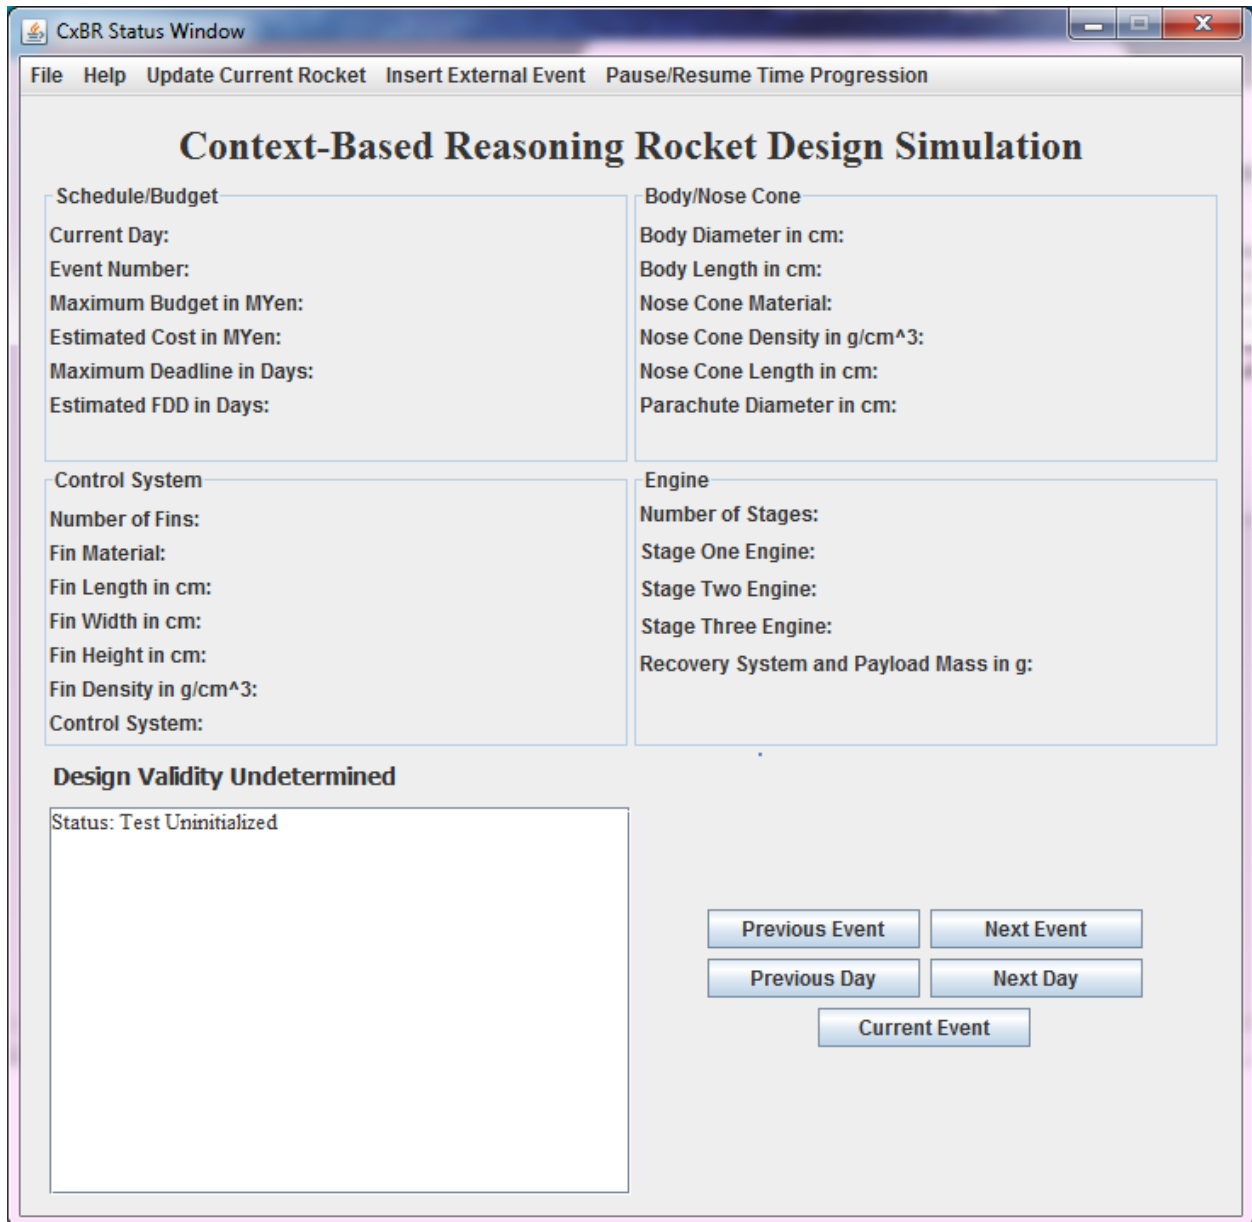 CxBR Status Window
File Help Update Current Rocket Insert External Event Pause/Resume Time Progression
Context-Based Reasoning Rocket Design Simulation
Schedule/Budget
Current Day:
Event Number:
Maximum Budget in MYen:
Estimated Cost in MYen:
Maximum Deadline in Days:
Estimated FDD in Days:
Body/Nose Cone
Body Diameter in cm:
Body Length in cm:
Nose Cone Material:
Nose Cone Density in g/cm^3:
Nose Cone Length in cm:
Parachute Diameter in cm:
Control System
Number of Fins:
Fin Material:
Fin Length in cm:
Fin Width in cm:
Fin Height in cm:
Fin Density in g/cm^3:
Control System:
Engine
Number of Stages:
Stage One Engine:
Stage Two Engine:
Stage Three Engine:
Recovery System and Payload Mass in g:
Design Validity Undetermined
Status: Test Uninitialized
Previous Event Next Event
Previous Day Next Day
Current Event